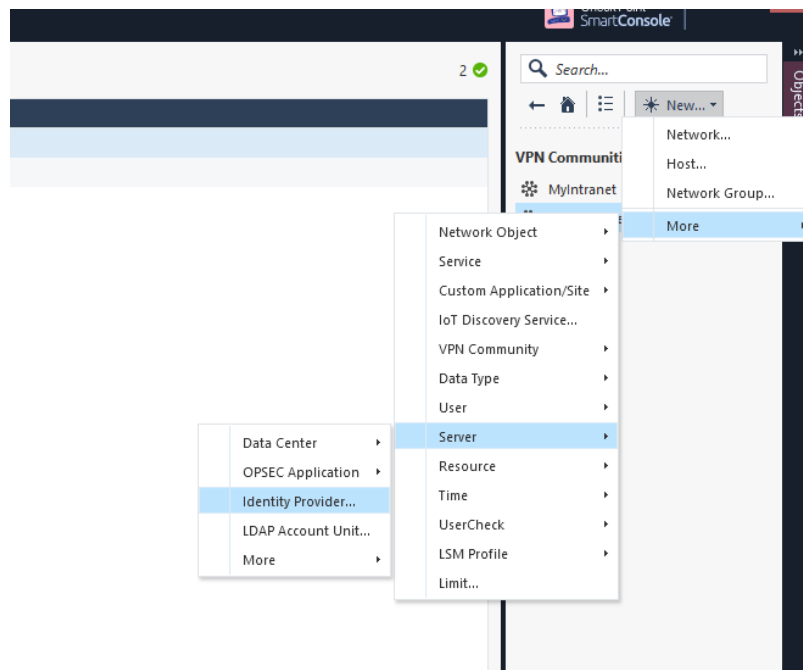 SmartConsole
2
Search...
New...
Objects
Network...
Host...
Network Group...
More
VPN Communiti
MyIntranet
Network Object
Service
Custom Application/Site
IoT Discovery Service...
VPN Community
Data Type
User
Server
Resource
Time
UserCheck
LSM Profile
Limit...
Data Center
OPSEC Application
Identity Provider...
LDAP Account Unit...
More